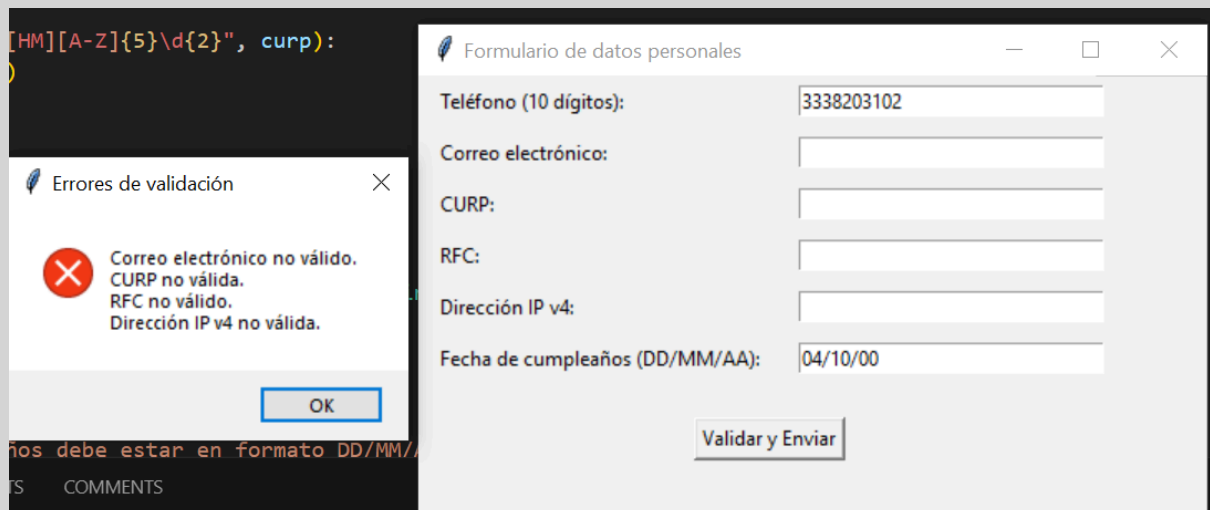 [HM][A-Z]{5}\d{2}", curp):
)
Formulario de datos personales
Teléfono (10 dígitos):
3338203102
Correo electrónico:
CURP:
RFC:
Dirección IP v4:
Fecha de cumpleaños (DD/MM/AA):
04/10/00
Validar y Enviar
Errores de validación
Correo electrónico no válido.
CURP no válida.
RFC no válido.
Dirección IP v4 no válida.
OK
ños debe estar en formato DD/MM/
TS
COMMENTS